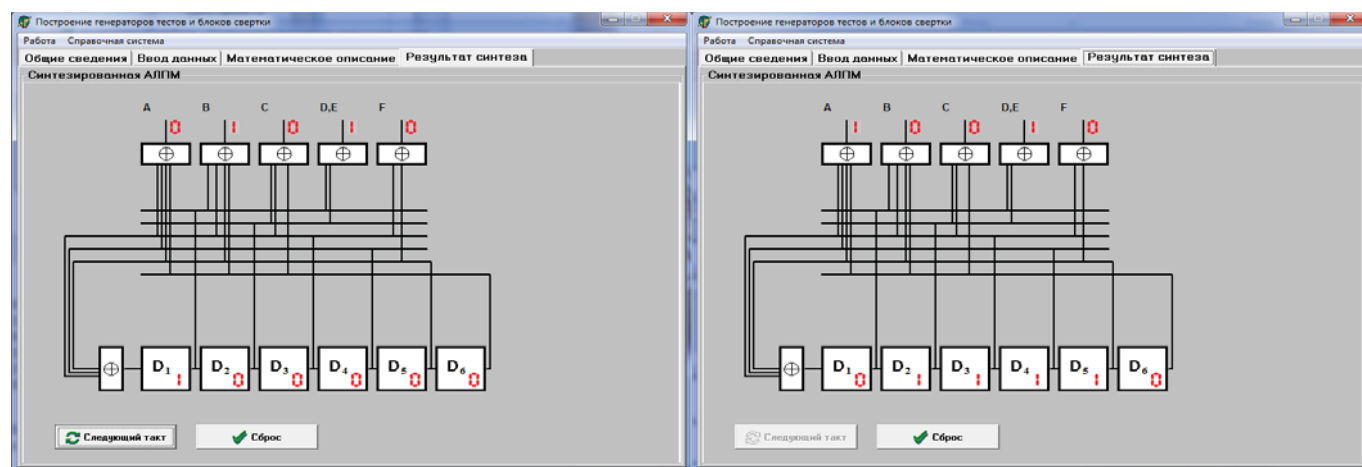 Построение генераторов тестов и блоков свертки
Работа Справочная система
Общие сведения Ввод данных Математическое описание Результат синтеза
Синтезированная АЛПМ
A B C D,E F
0 1 0 1 0
D1 1 D2 0 D3 0 D4 0 D5 0 D6 0
Следующий такт Сброс
Построение генераторов тестов и блоков свертки
Работа Справочная система
Общие сведения Ввод данных Математическое описание Результат синтеза
Синтезированная АЛПМ
A B C D,E F
1 0 0 1 0
D1 0 D2 1 D3 1 D4 1 D5 1 D6 0
Следующий такт Сброс